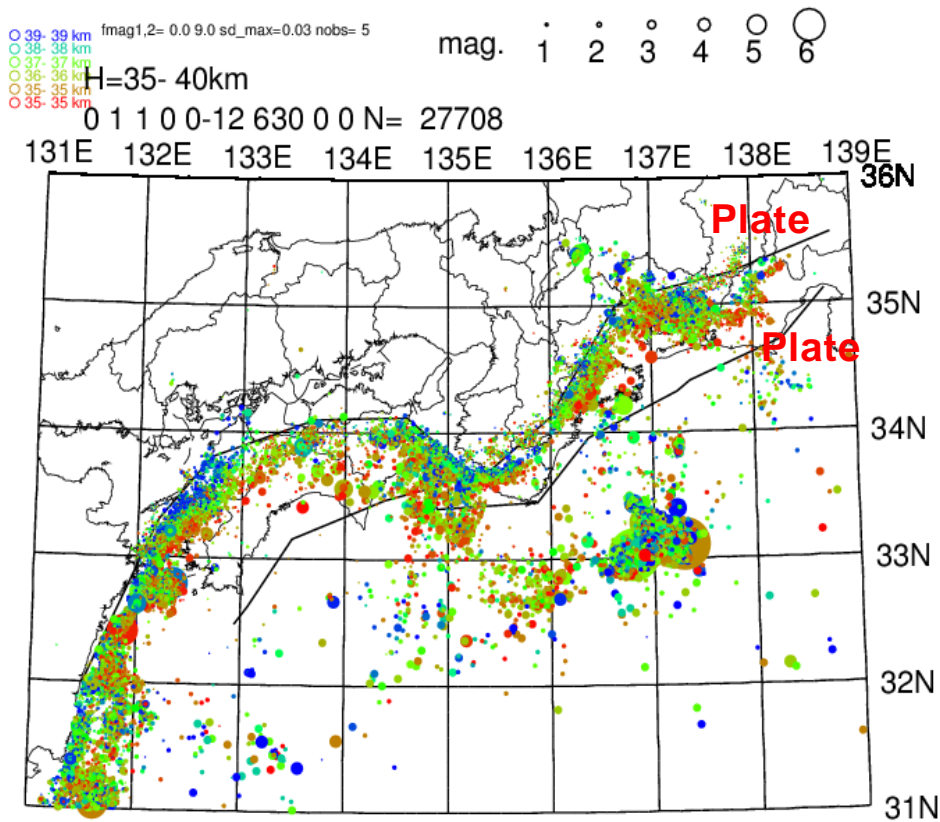 fmag1,2= 0.0 9.0 sd_max=0.03 nobs= 5
39- 39 km
38- 38 km
37- 37 km
36- 36 km
35- 35 km
35- 35 km
mag.
1 2 3 4 5 6
H=35- 40km
0 1 1 0 0-12 630 0 0 N= 27708
131E 132E 133E 134E 135E 136E 137E 138E 139E
36N
Plate
35N
Plate
34N
33N
32N
31N